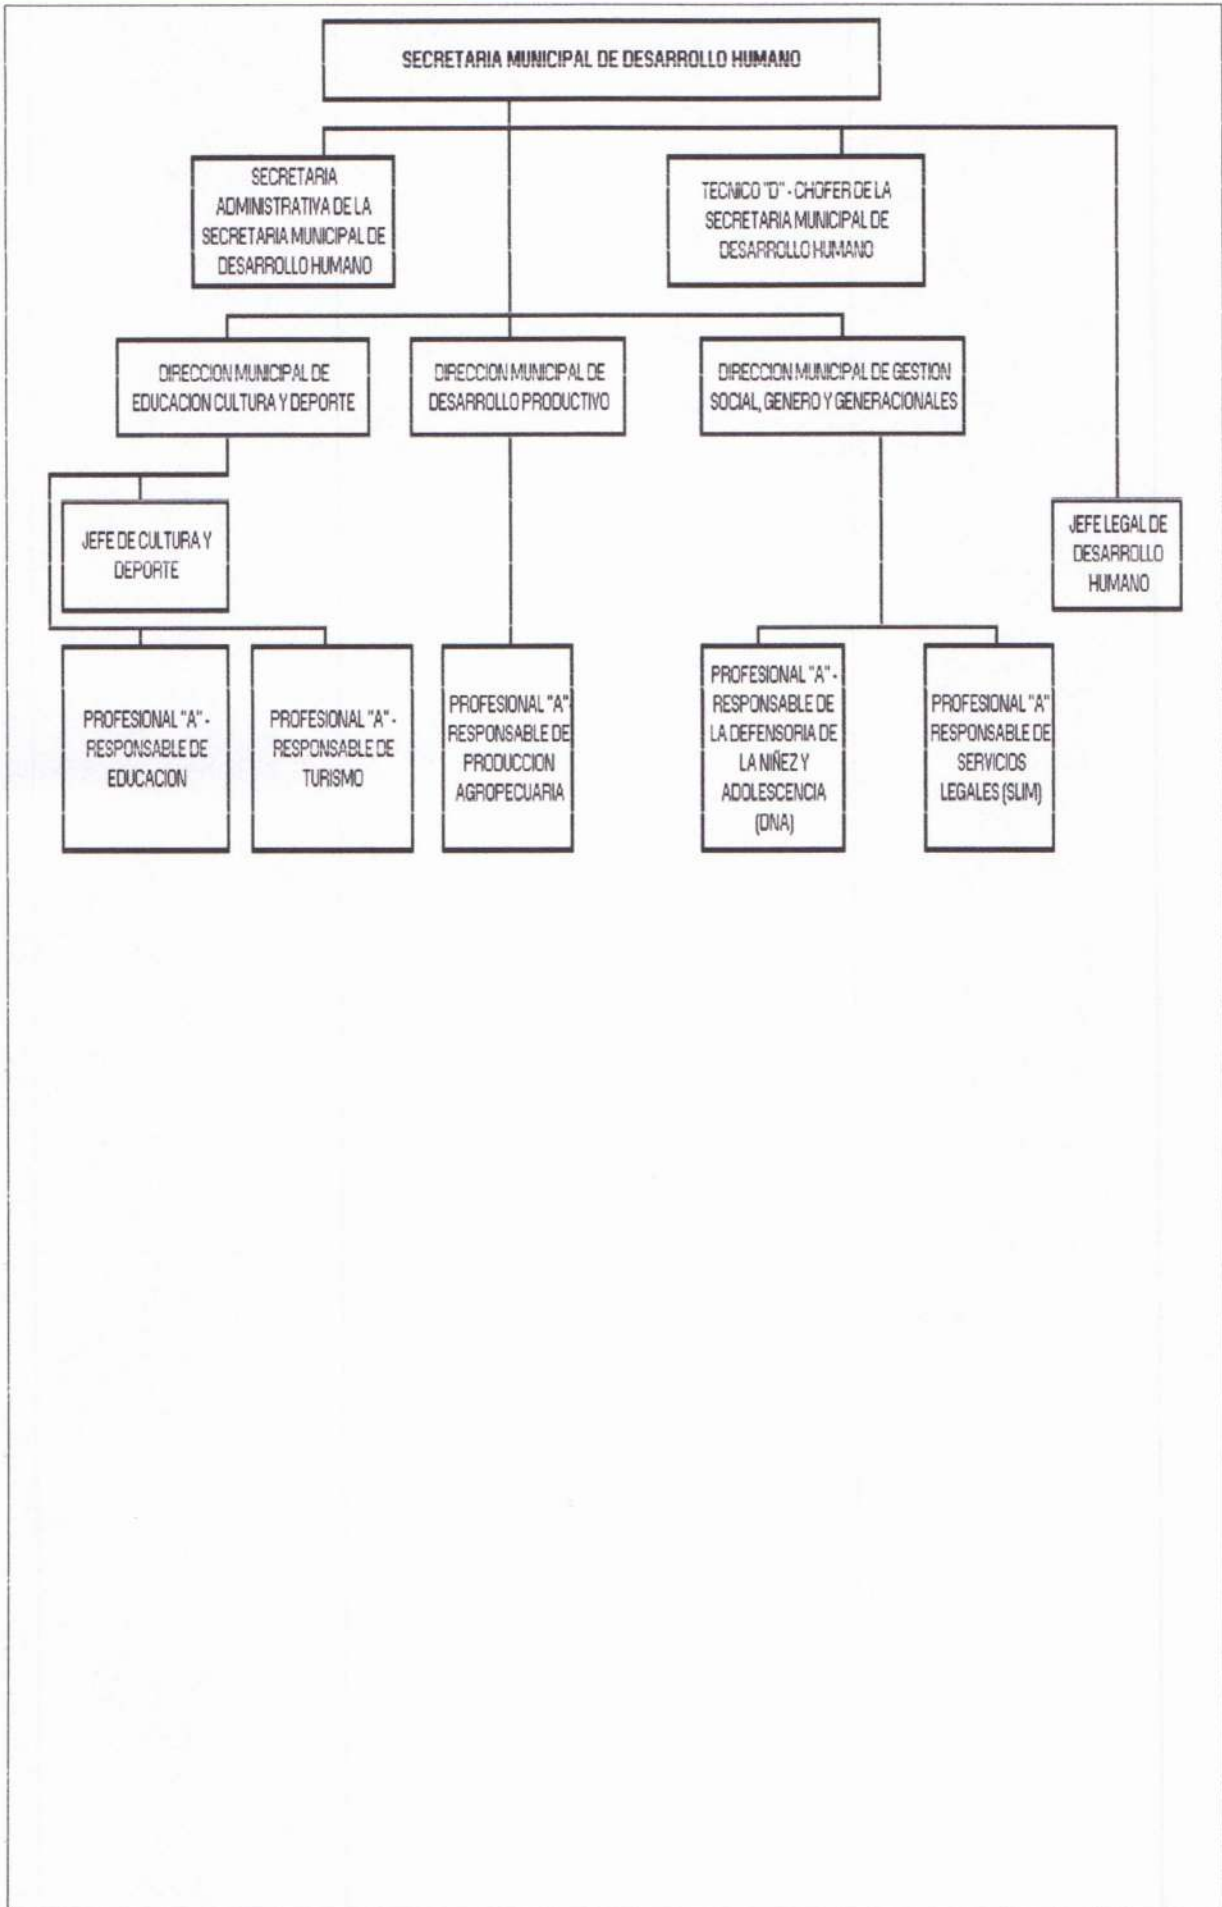 SECRETARIA MUNICIPAL DE DESARROLLO HUMANO
SECRETARIA
ADMINISTRATIVA DE LA
SECRETARIA MUNICIPAL DE
DESARROLLO HUMANO
TECNICO "D" - CHOFER DE LA
SECRETARIA MUNICIPAL DE
DESARROLLO HUMANO
DIRECCION MUNICIPAL DE
EDUCACION CULTURA Y DEPORTE
DIRECCION MUNICIPAL DE
DESARROLLO PRODUCTIVO
DIRECCION MUNICIPAL DE GESTION
SOCIAL, GENERO Y GENERACIONALES
JEFE DE CULTURA Y
DEPORTE
JEFE LEGAL DE
DESARROLLO
HUMANO
PROFESIONAL "A" -
RESPONSABLE DE
EDUCACION
PROFESIONAL "A" -
RESPONSABLE DE
TURISMO
PROFESIONAL "A"-
RESPONSABLE DE
PRODUCCION
AGROPECUARIA
PROFESIONAL "A" -
RESPONSABLE DE
LA DEFENSORIA DE
LA NIÑEZ Y
ADOLESCENCIA
(DNA)
PROFESIONAL "A"
RESPONSABLE DE
SERVICIOS
LEGALES (SLIM)